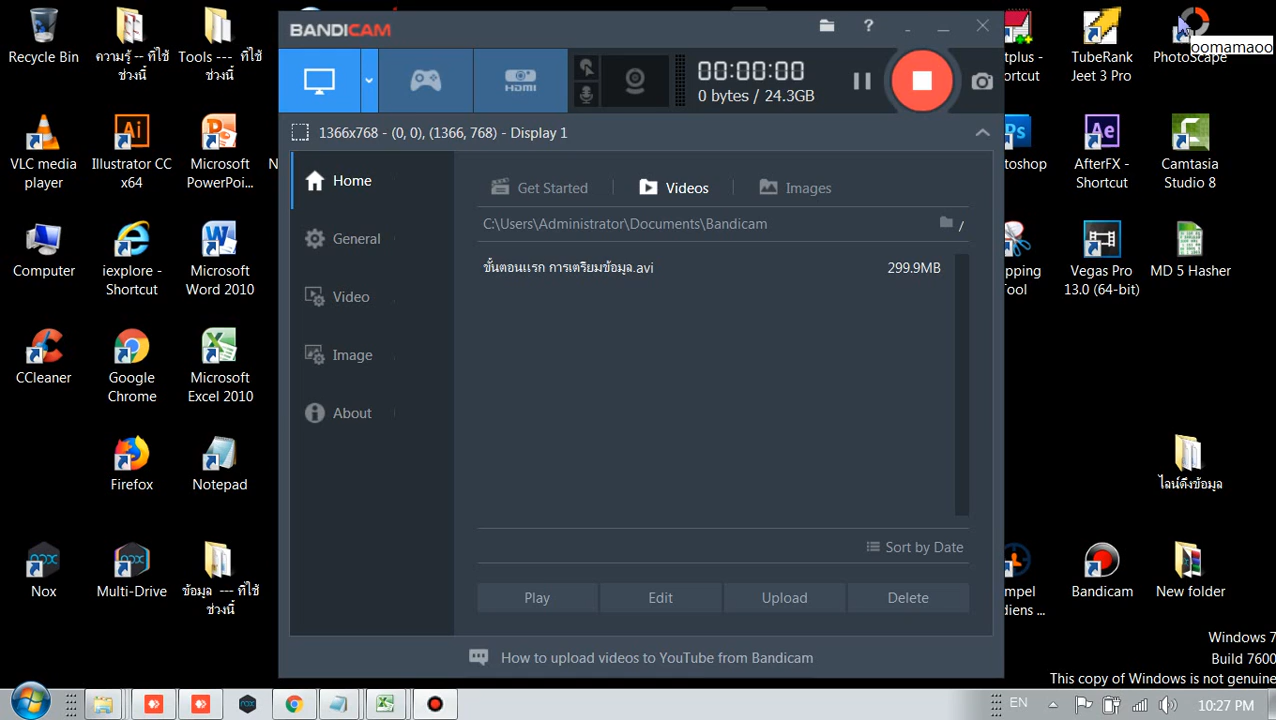 BANDICAM
00:00:00
0 bytes / 24.3GB
HDMI
1366x768 - (0, 0), (1366, 768) - Display 1
Home
General
Video
Image
About
Get Started
Videos
Images
C:\Users\Administrator\Documents\Bandicam
/
ขั้นตอนแรก การเตรียมข้อมูล.avi
299.9MB
Sort by Date
Play
Edit
Upload
Delete
How to upload videos to YouTube from Bandicam
Recycle Bin
ความรู้ -- ที่ใช้
ช่วงนี้
Tools --- ที่ใช้
ช่วงนี้
VLC media
player
Illustrator CC
x64
Microsoft
PowerPoi...
Computer
iexplore -
Shortcut
Microsoft
Word 2010
CCleaner
Google
Chrome
Microsoft
Excel 2010
Firefox
Notepad
Nox
Multi-Drive
ข้อมูล --- ที่ใช้
ช่วงนี้
tplus -
ortcut
TubeRank
Jeet 3 Pro
PhotoScape
oomamaoo
toshop
AfterFX -
Shortcut
Camtasia
Studio 8
pping
Tool
Vegas Pro
13.0 (64-bit)
MD 5 Hasher
ไลน์ดึงข้อมูล
mpel
diens ...
Bandicam
New folder
Windows 7
Build 7600
This copy of Windows is not genuine
EN
10:27 PM